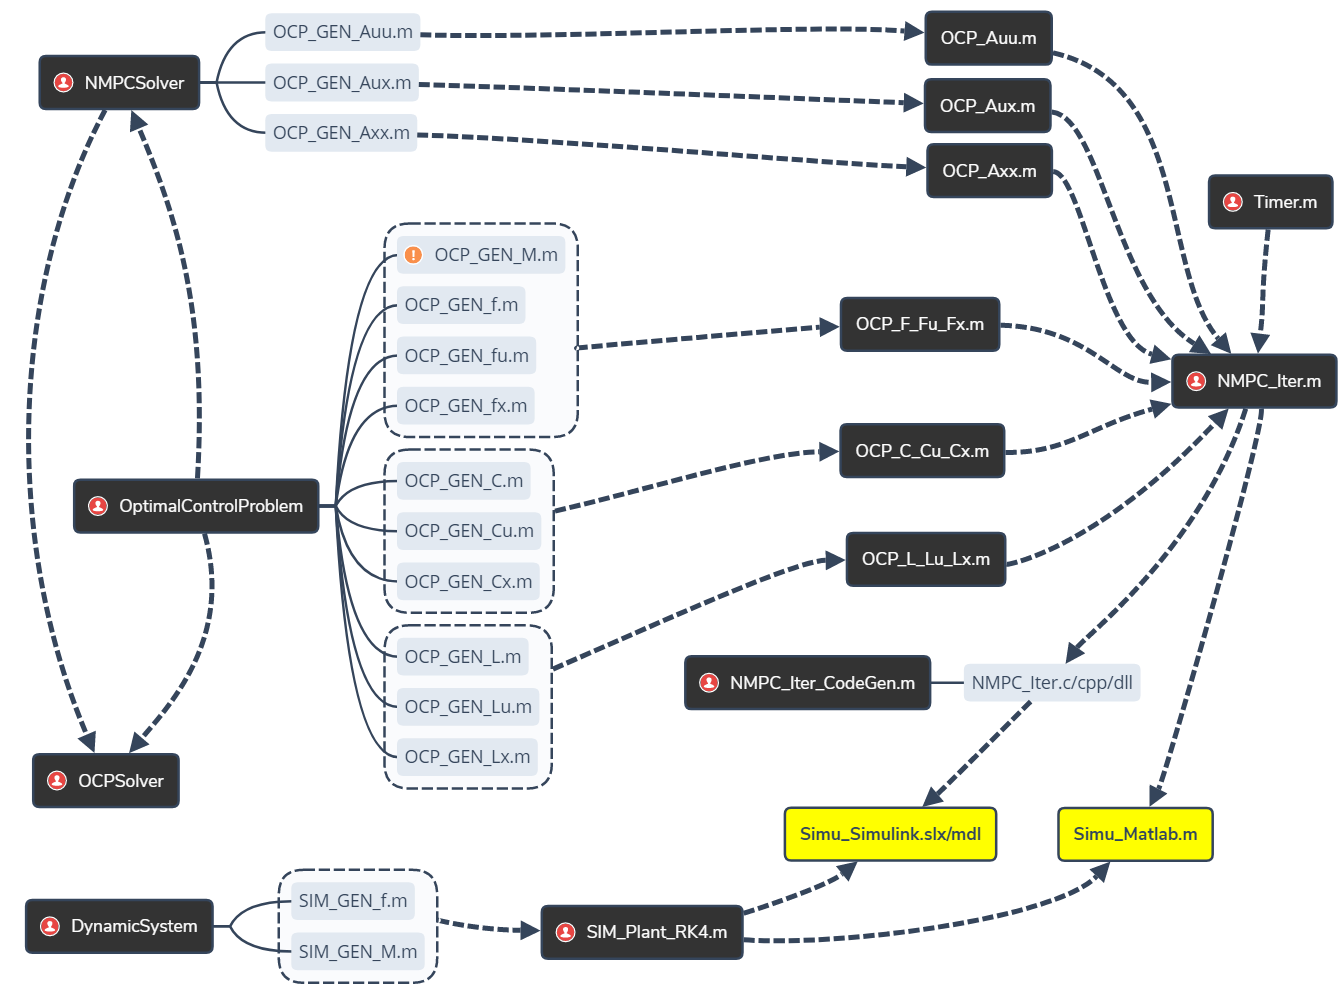 NMPCSolver
OCP_GEN_Auu.m
OCP_GEN_Aux.m
OCP_GEN_Axx.m
OCP_Auu.m
OCP_Aux.m
OCP_Axx.m
Timer.m
OCP_GEN_M.m
OCP_GEN_f.m
OCP_GEN_fu.m
OCP_GEN_fx.m
OCP_F_Fu_Fx.m
NMPC_Iter.m
OptimalControlProblem
OCP_GEN_C.m
OCP_GEN_Cu.m
OCP_GEN_Cx.m
OCP_C_Cu_Cx.m
OCP_GEN_L.m
OCP_GEN_Lu.m
OCP_GEN_Lx.m
OCP_L_Lu_Lx.m
NMPC_Iter_CodeGen.m
NMPC_Iter.c/cpp/dll
OCPSolver
Simu_Simulink.slx/mdl
Simu_Matlab.m
DynamicSystem
SIM_GEN_f.m
SIM_GEN_M.m
SIM_Plant_RK4.m